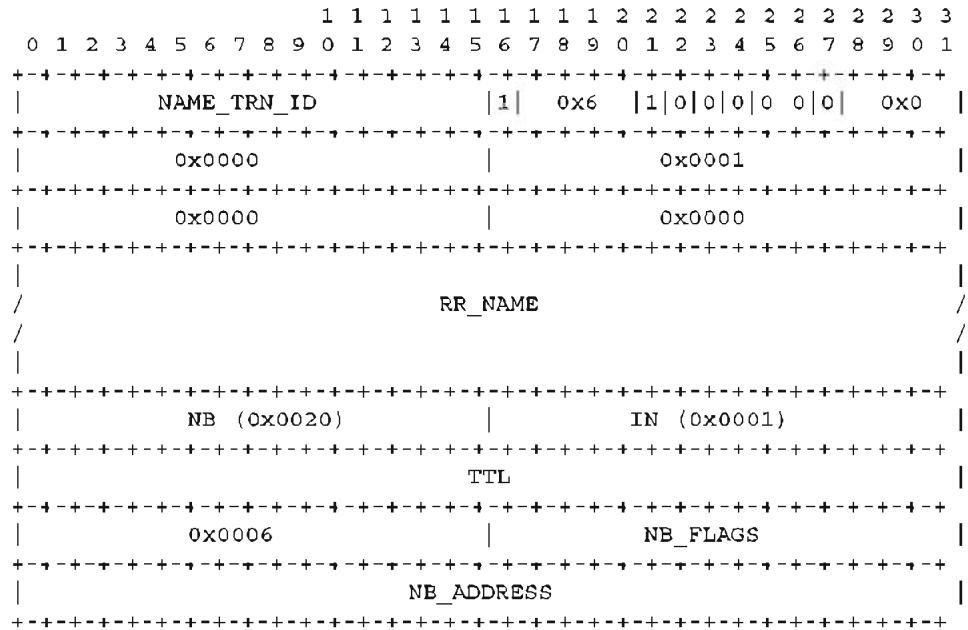 1 1 1 1 1 1 1 1 1 1 2 2 2 2 2 2 2 2 2 2 3 3
 0 1 2 3 4 5 6 7 8 9 0 1 2 3 4 5 6 7 8 9 0 1 2 3 4 5 6 7 8 9 0 1
+-+-+-+-+-+-+-+-+-+-+-+-+-+-+-+-+-+-+-+-+-+-+-+-+-+-+-+-+-+-+-+-+
|         NAME_TRN_ID           |1|  0x6  |1|0|0|0|0 0|0|  0x0  |
+-+-+-+-+-+-+-+-+-+-+-+-+-+-+-+-+-+-+-+-+-+-+-+-+-+-+-+-+-+-+-+-+
|          0x0000               |           0x0001              |
+-+-+-+-+-+-+-+-+-+-+-+-+-+-+-+-+-+-+-+-+-+-+-+-+-+-+-+-+-+-+-+-+
|          0x0000               |           0x0000              |
+-+-+-+-+-+-+-+-+-+-+-+-+-+-+-+-+-+-+-+-+-+-+-+-+-+-+-+-+-+-+-+-+
|                                                               |
/                            RR_NAME                            /
/                                                               /
|                                                               |
+-+-+-+-+-+-+-+-+-+-+-+-+-+-+-+-+-+-+-+-+-+-+-+-+-+-+-+-+-+-+-+-+
|           NB (0x0020)         |         IN (0x0001)           |
+-+-+-+-+-+-+-+-+-+-+-+-+-+-+-+-+-+-+-+-+-+-+-+-+-+-+-+-+-+-+-+-+
|                              TTL                              |
+-+-+-+-+-+-+-+-+-+-+-+-+-+-+-+-+-+-+-+-+-+-+-+-+-+-+-+-+-+-+-+-+
|           0x0006              |          NB_FLAGS             |
+-+-+-+-+-+-+-+-+-+-+-+-+-+-+-+-+-+-+-+-+-+-+-+-+-+-+-+-+-+-+-+-+
|                          NB_ADDRESS                           |
+-+-+-+-+-+-+-+-+-+-+-+-+-+-+-+-+-+-+-+-+-+-+-+-+-+-+-+-+-+-+-+-+